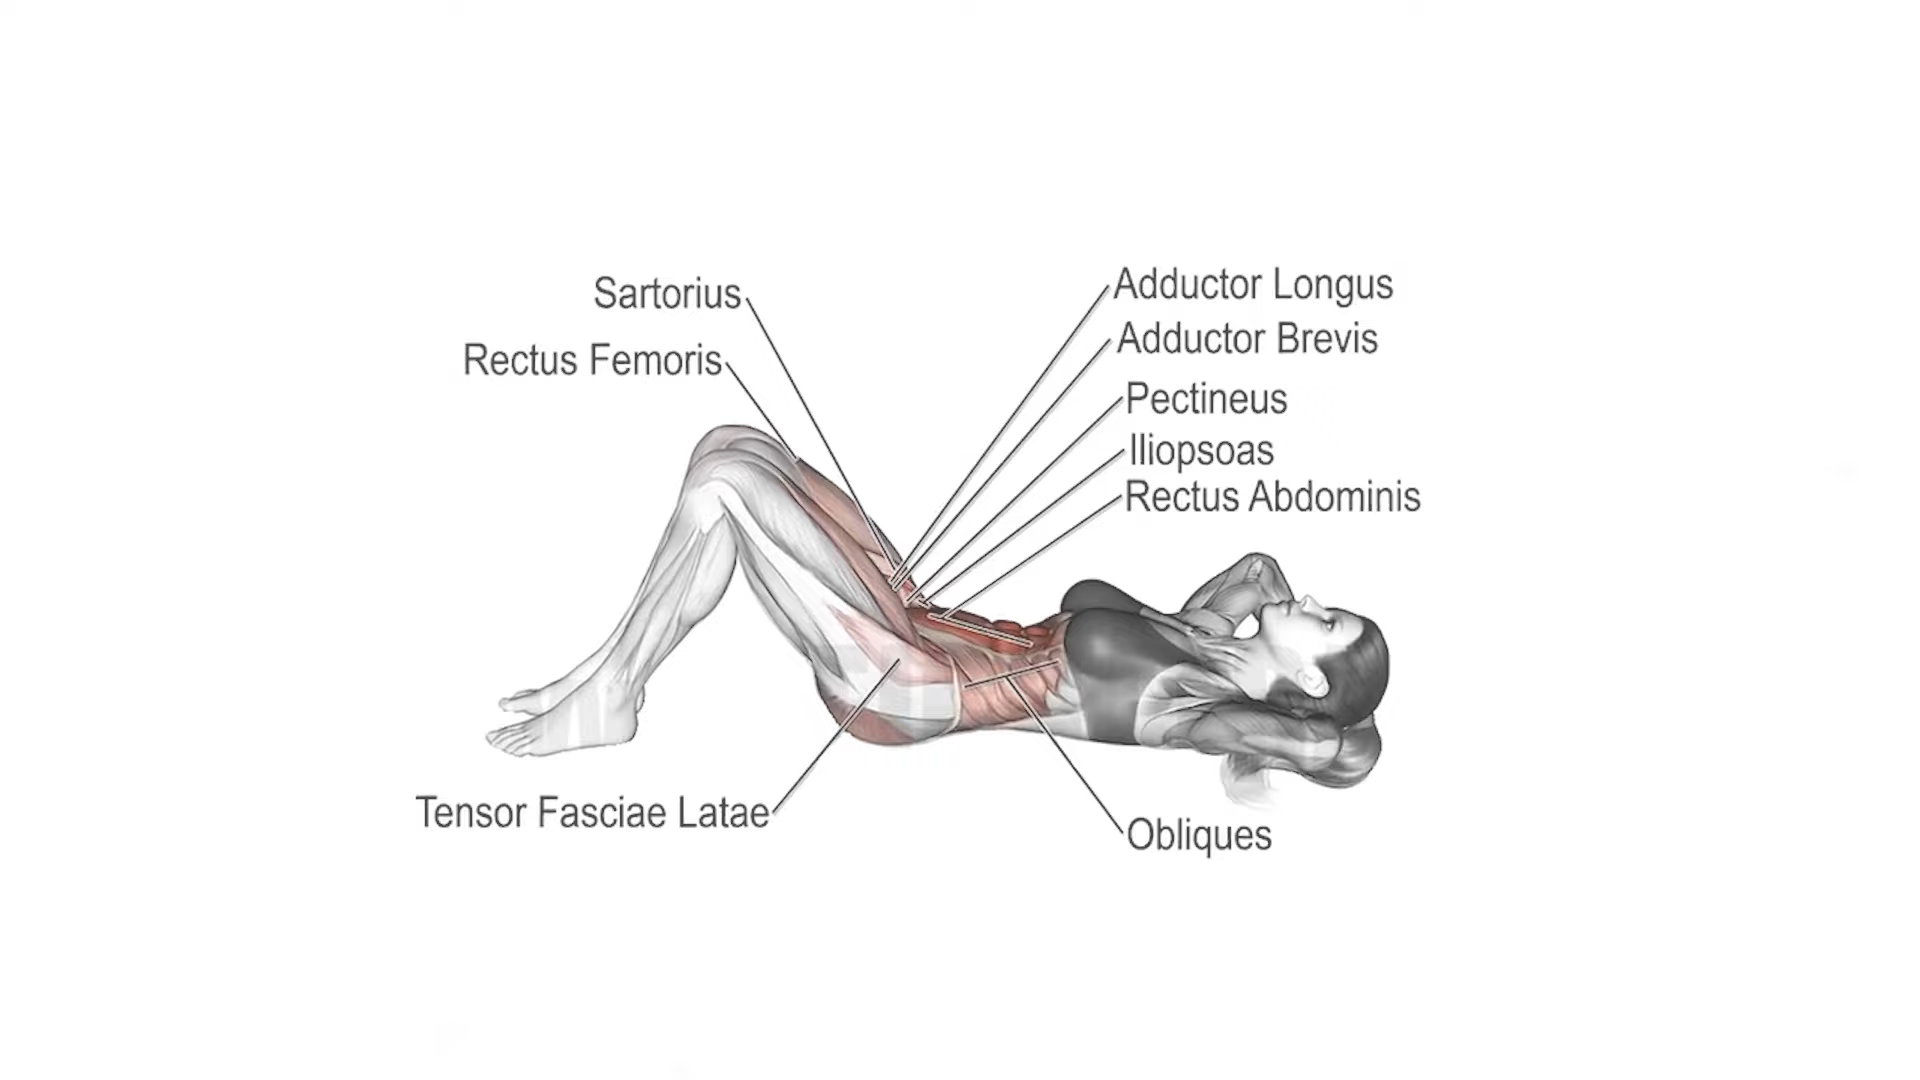 Sartorius
Rectus Femoris
Adductor Longus
Adductor Brevis
Pectineus
Iliopsoas
Rectus Abdominis
Tensor Fasciae Latae
Obliques